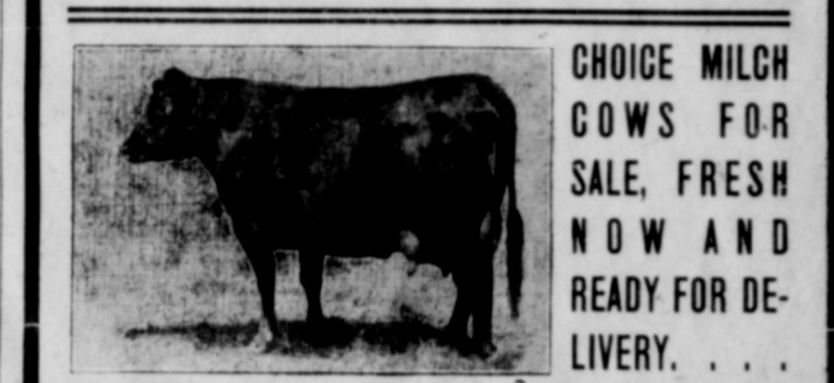 CHOICE MILCH
COWS FOR
SALE, FRESH
NOW AND
READY FOR DE-
LIVERY. . . .